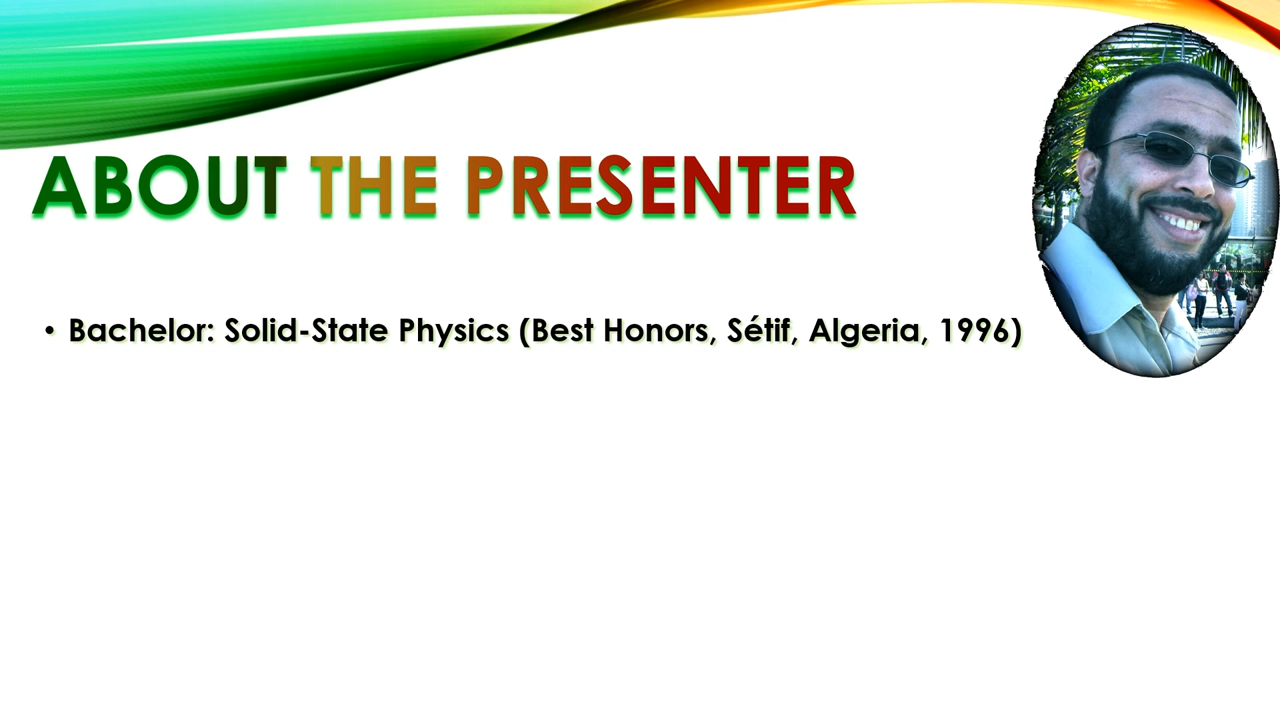 ABOUT THE PRESENTER
• Bachelor: Solid-State Physics (Best Honors, Sétif, Algeria, 1996)